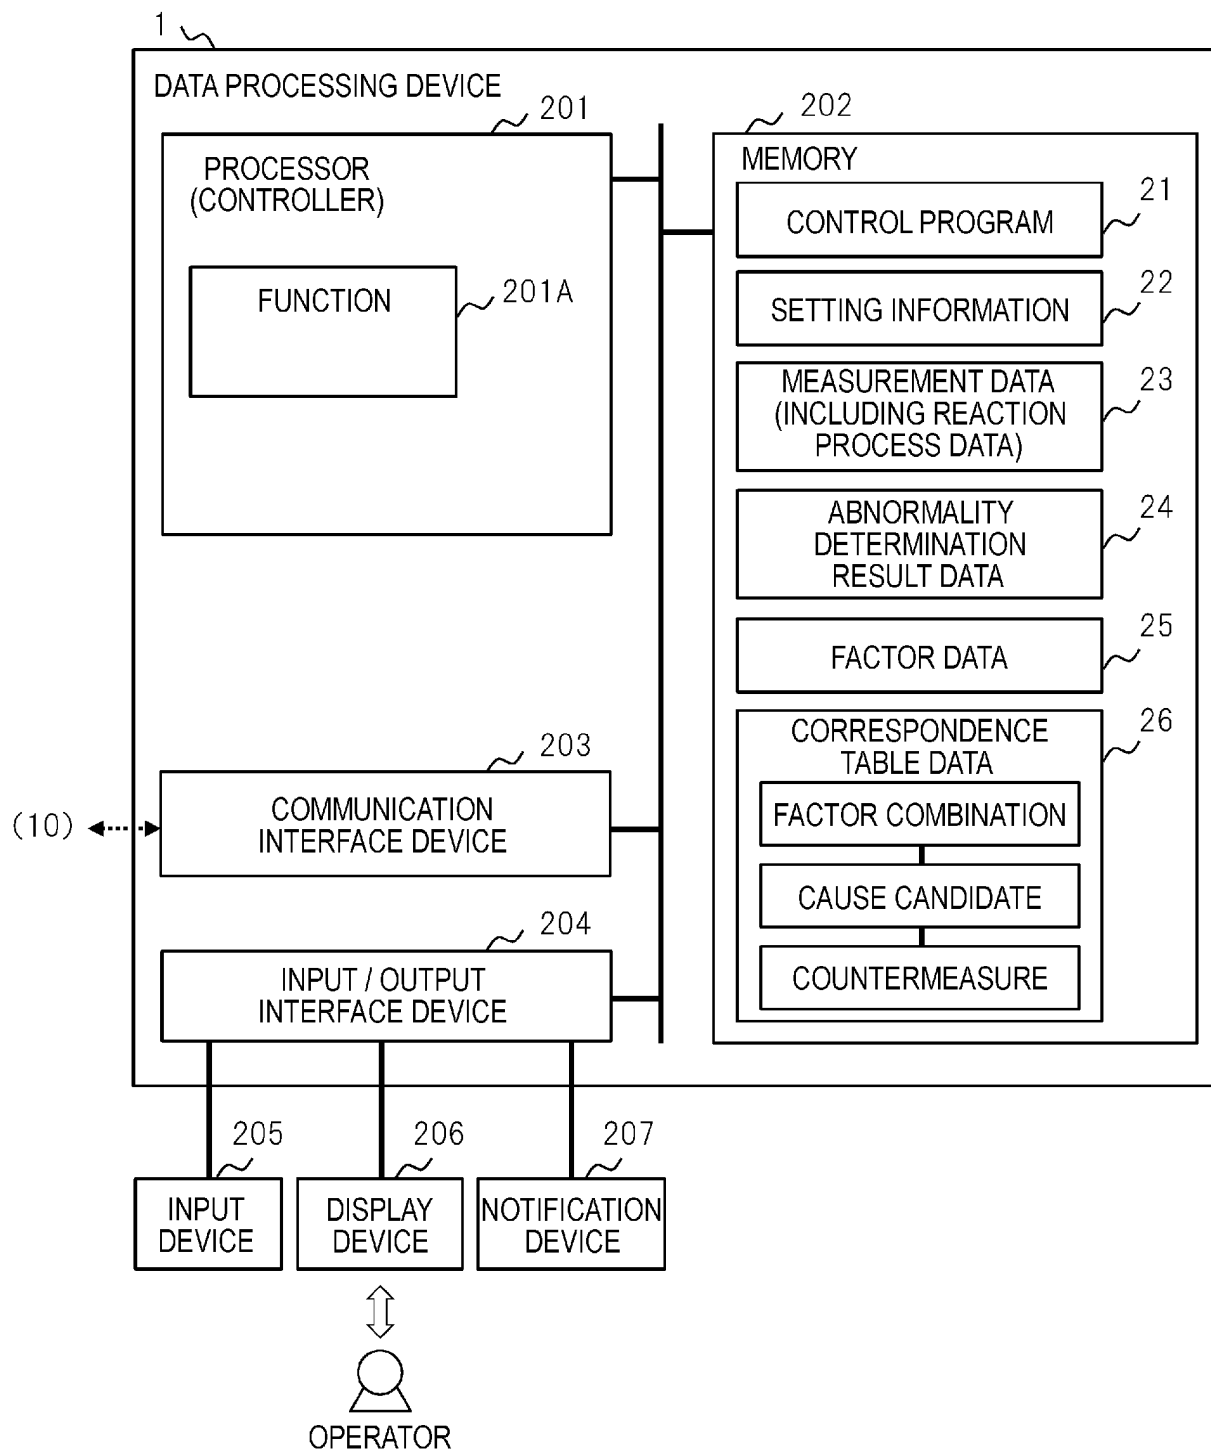 1
DATA PROCESSING DEVICE
201
PROCESSOR
(CONTROLLER)
FUNCTION
201A
202
MEMORY
CONTROL PROGRAM
21
SETTING INFORMATION
22
MEASUREMENT DATA
(INCLUDING REACTION
PROCESS DATA)
23
ABNORMALITY
DETERMINATION
RESULT DATA
24
FACTOR DATA
25
CORRESPONDENCE
TABLE DATA
26
FACTOR COMBINATION
CAUSE CANDIDATE
COUNTERMEASURE
203
COMMUNICATION
INTERFACE DEVICE
(10)
204
INPUT / OUTPUT
INTERFACE DEVICE
205
INPUT
DEVICE
206
DISPLAY
DEVICE
207
NOTIFICATION
DEVICE
OPERATOR